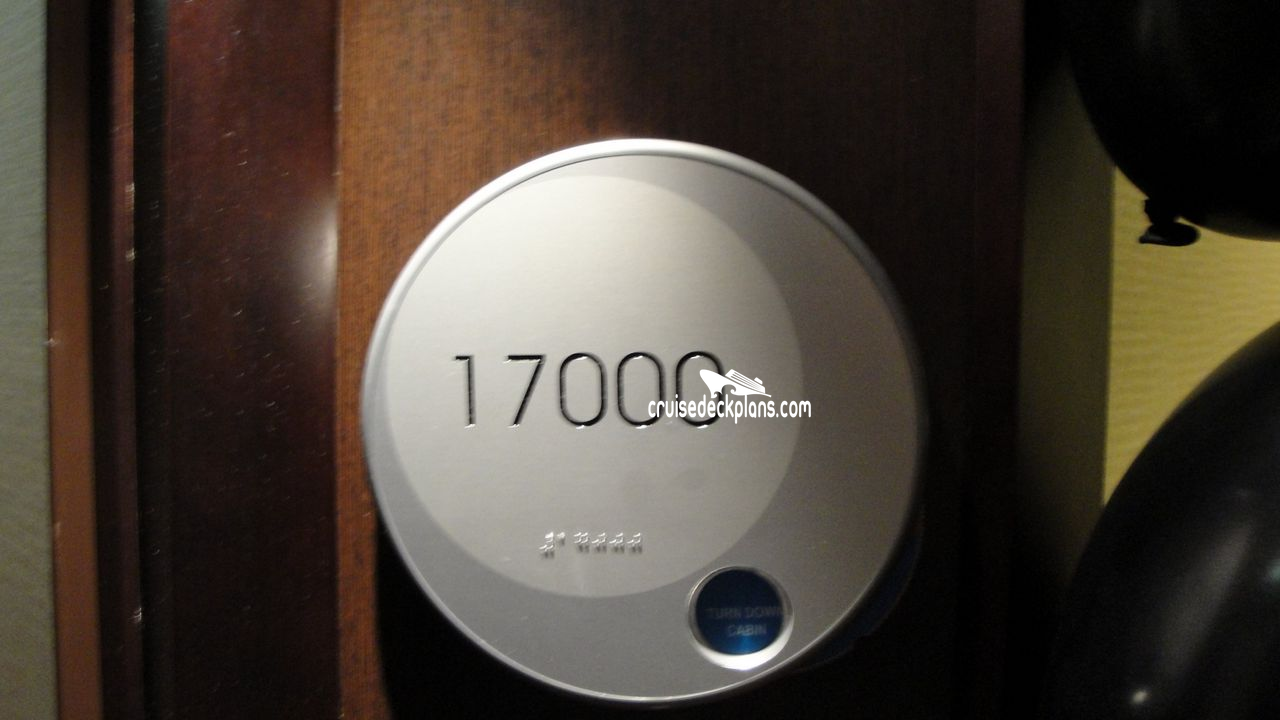 17000
cruisedeckplans.com
TURN DOWN
CABIN